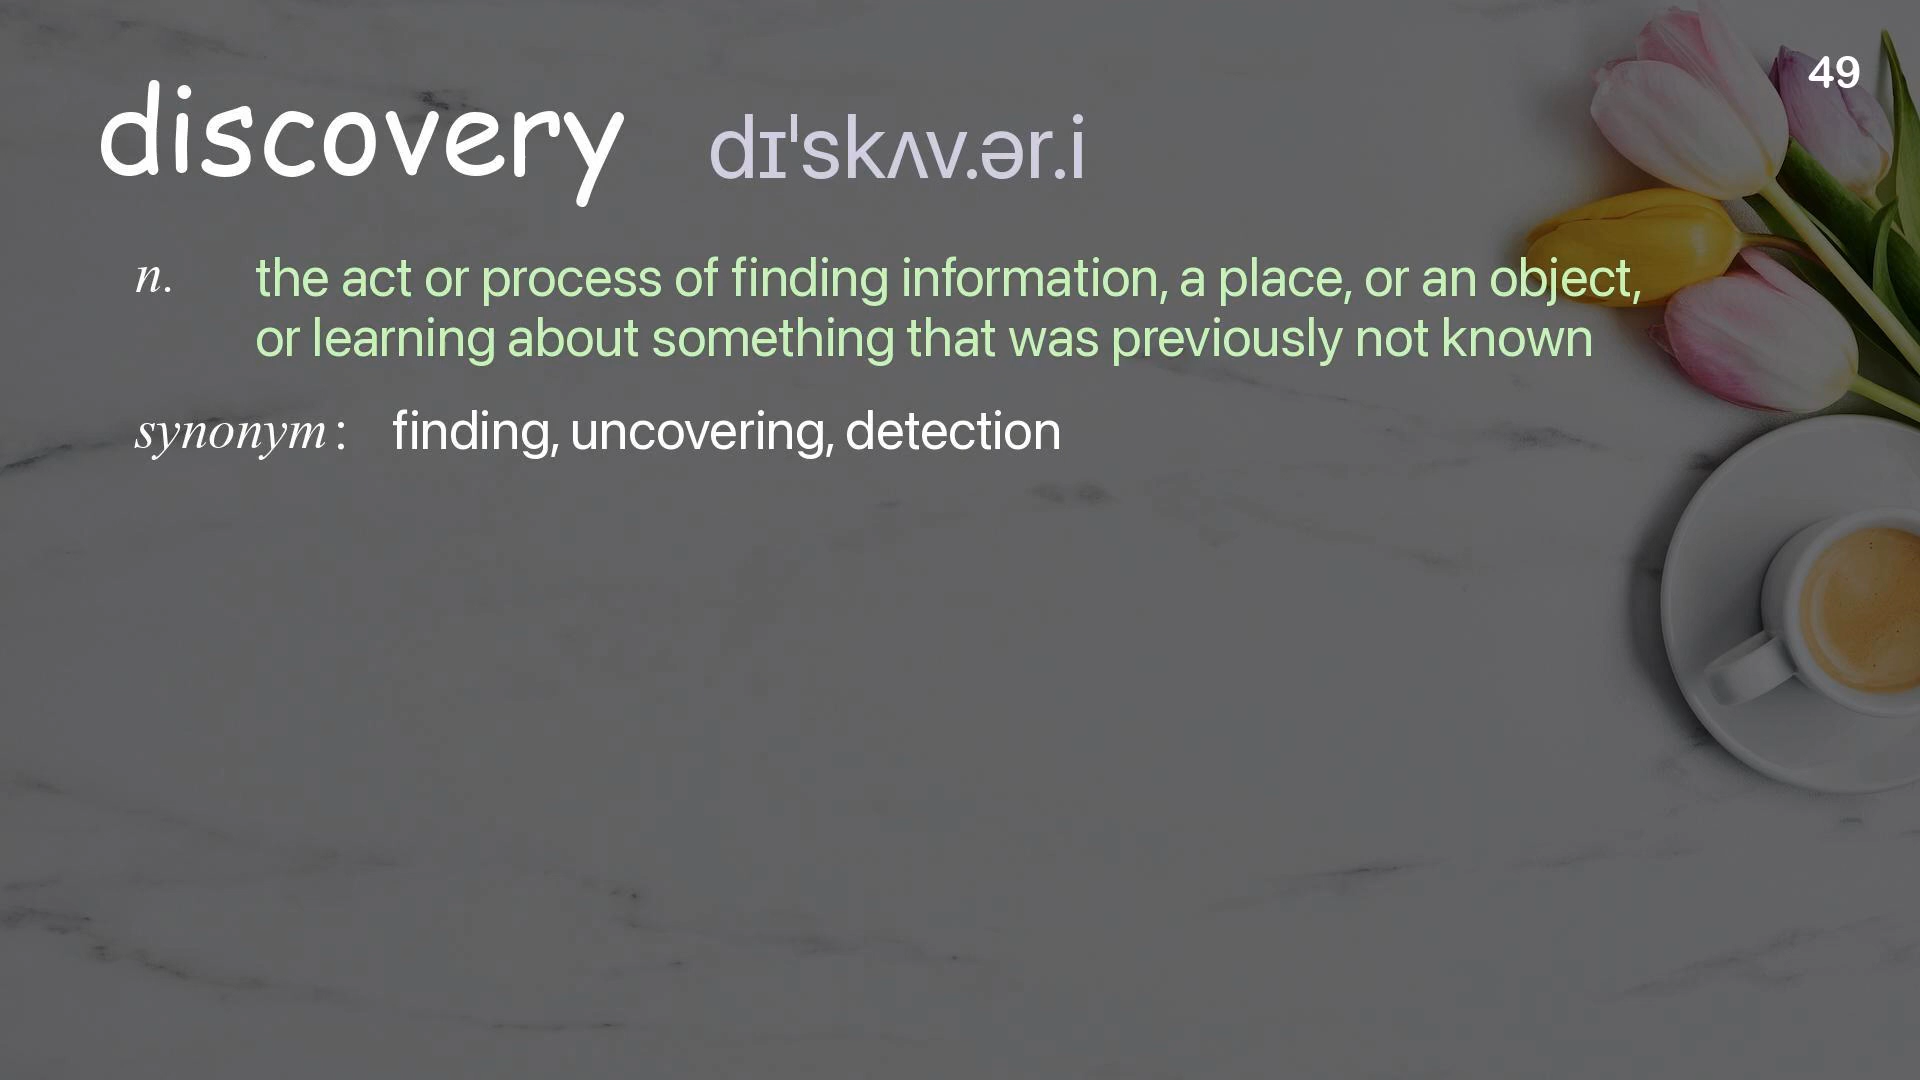 49
discovery dɪˈskʌv.ər.i
n. the act or process of finding information, a place, or an object,
or learning about something that was previously not known
synonym: finding, uncovering, detection